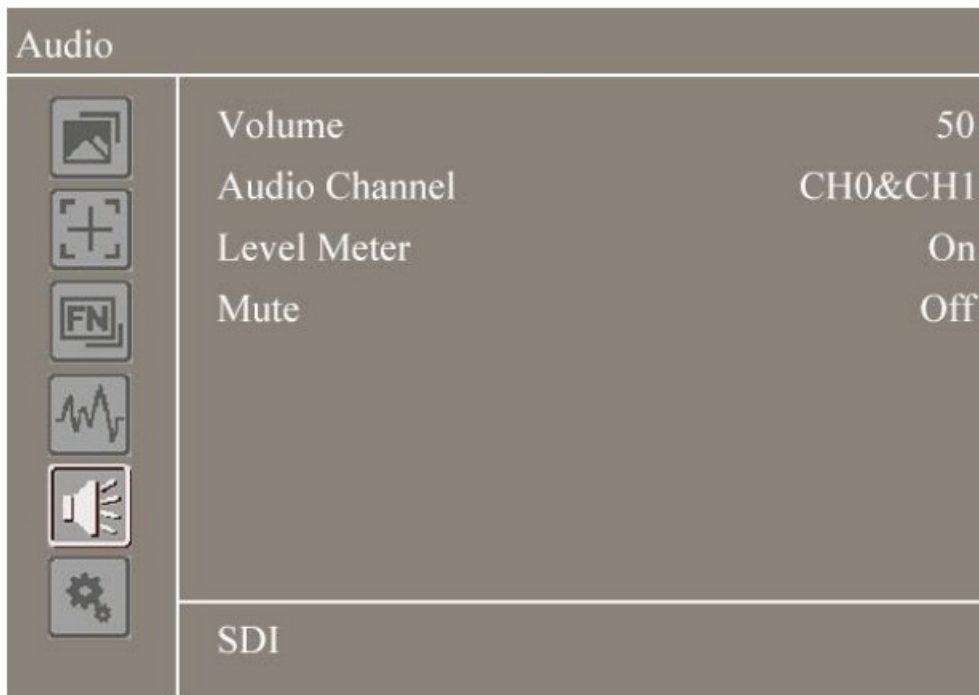 Audio
Volume 50
Audio Channel CH0&CH1
Level Meter On
FN Mute Off
SDI